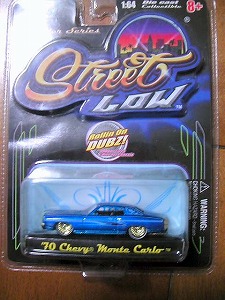 1:64 Die cast
Collectible
8+
Series
Street
LOW
Rollin On
DUBZ!
'70 Chevy® Monte Carlo™